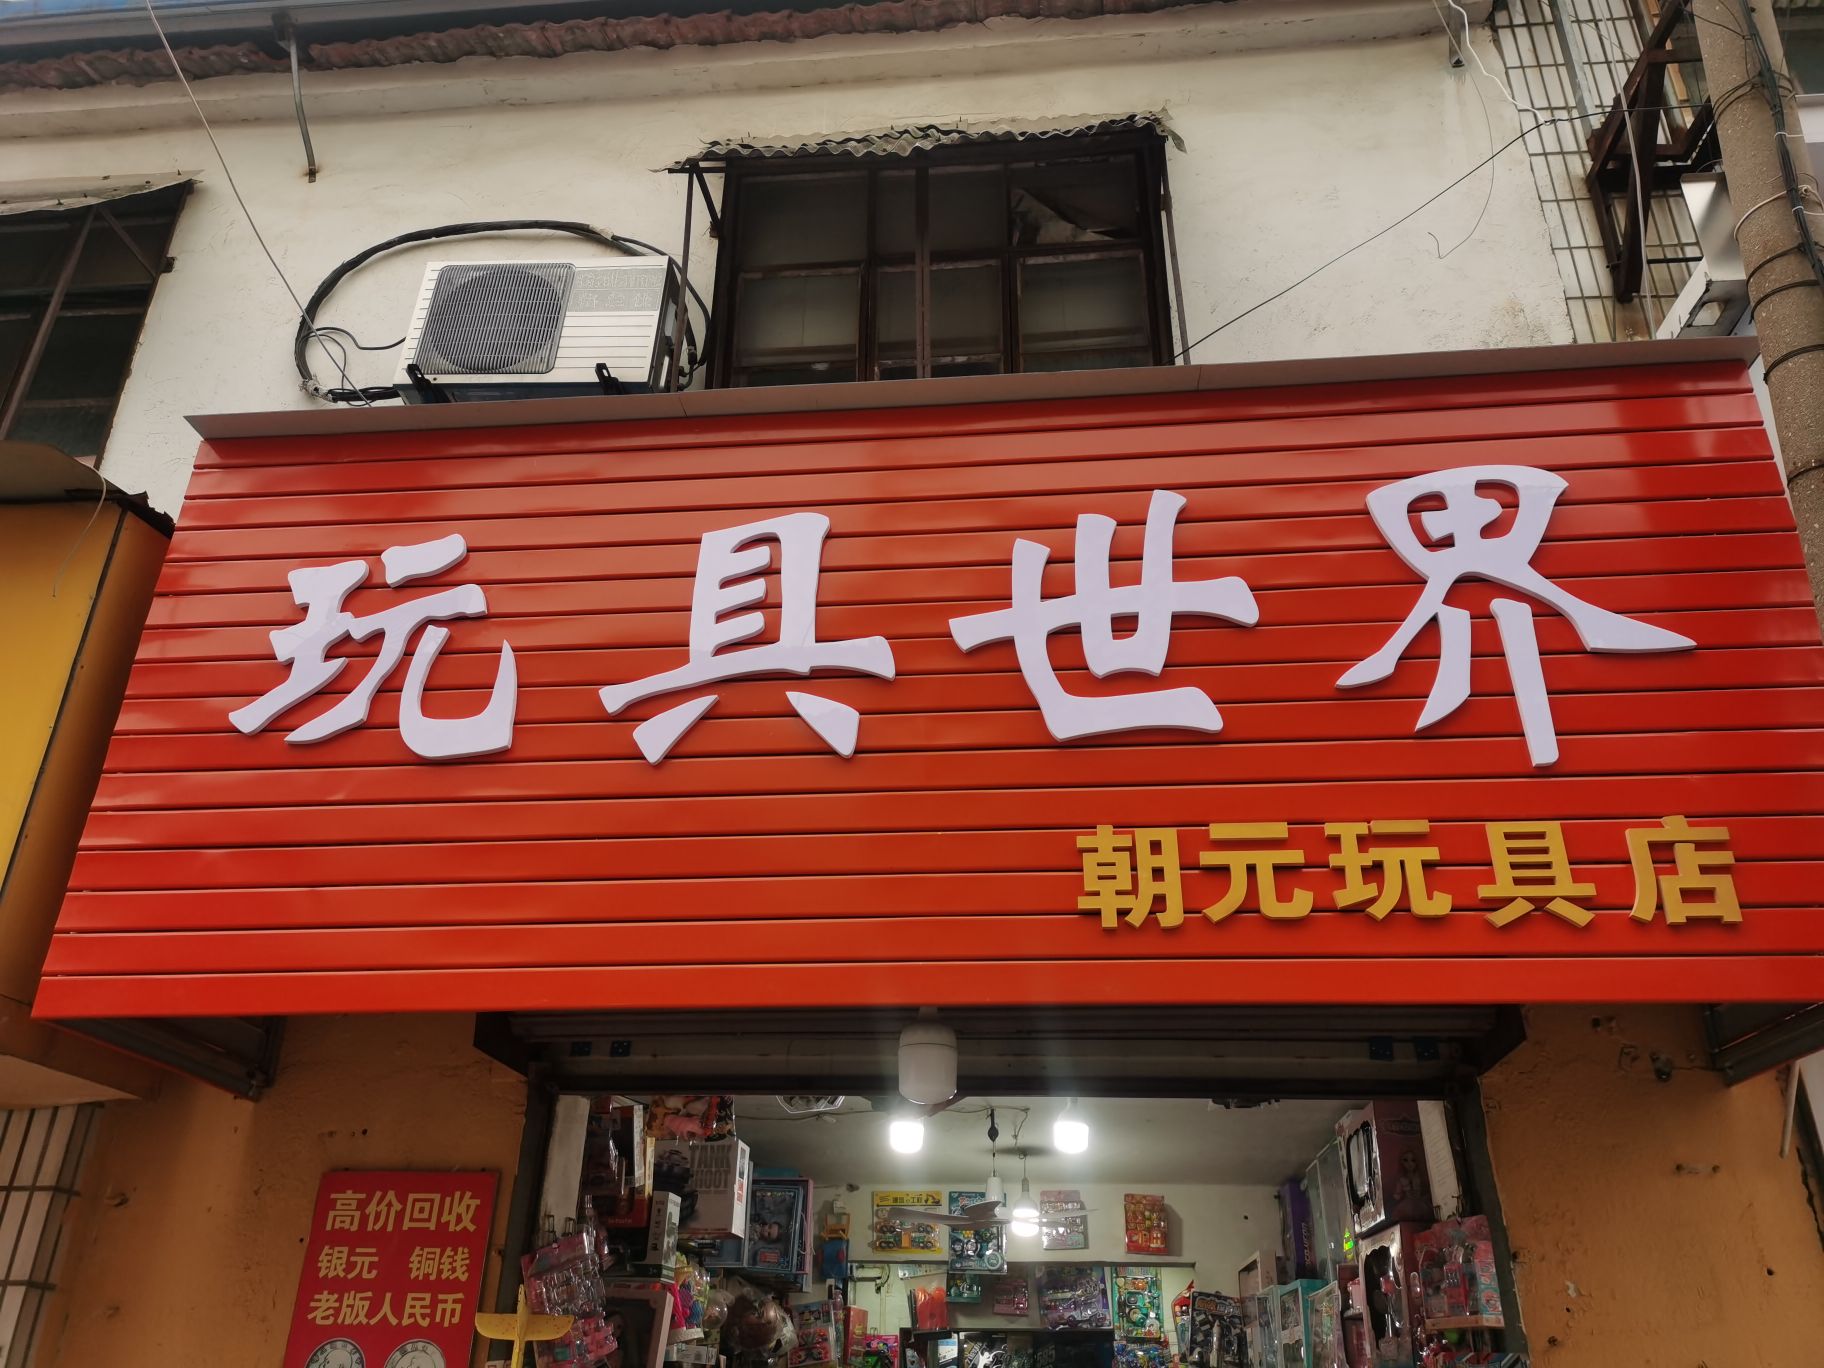 玩具世界
朝元玩具店
高价回收
银元 铜钱
老版人民币
TANK